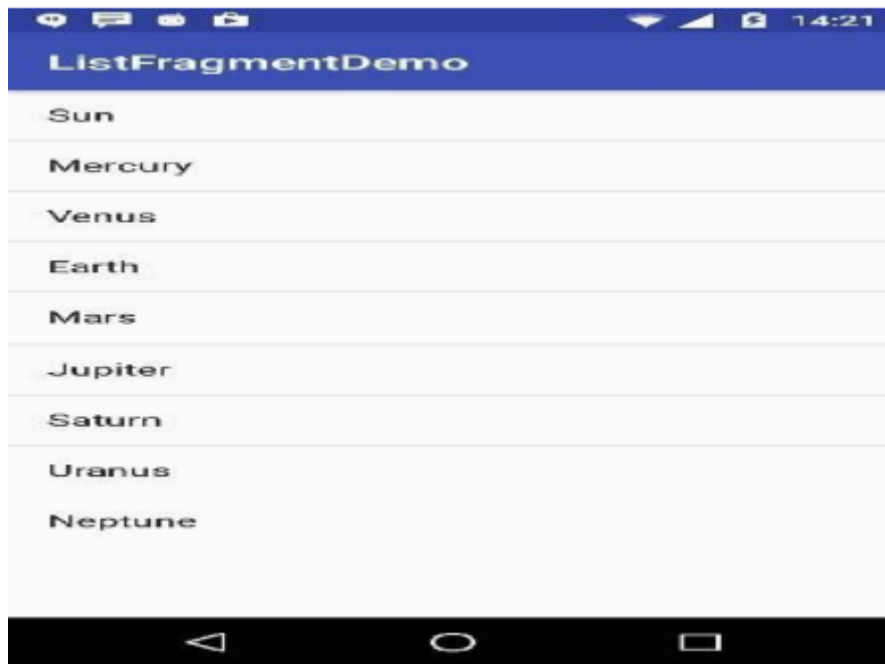 14:21
ListFragmentDemo
Sun
Mercury
Venus
Earth
Mars
Jupiter
Saturn
Uranus
Neptune